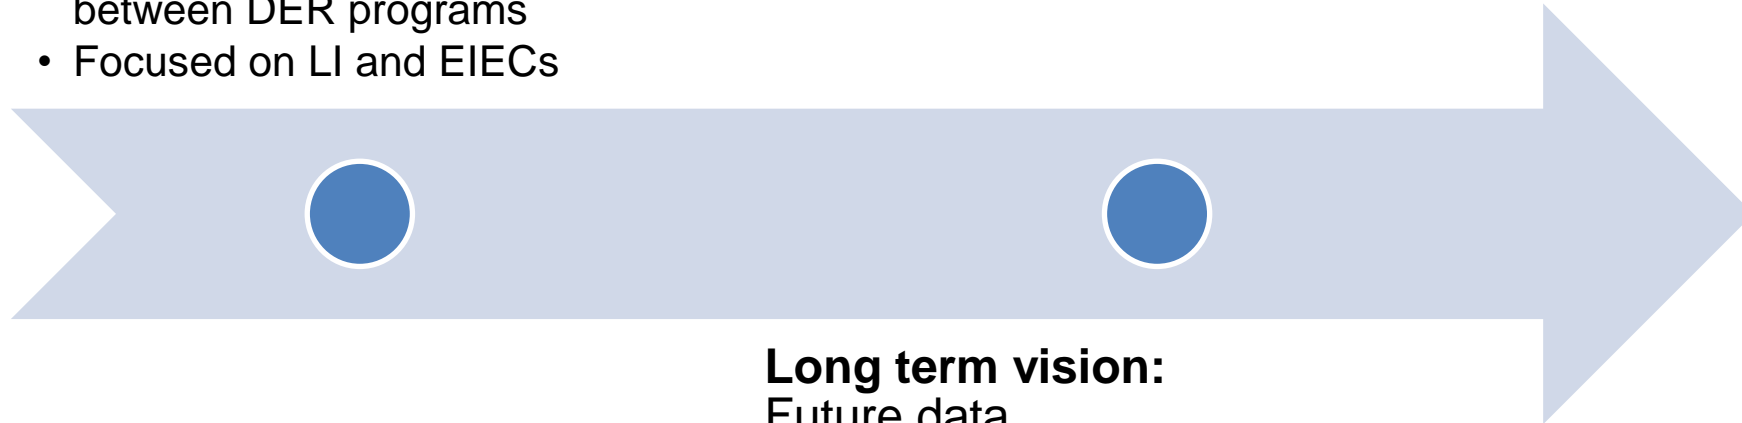 between DER programs
• Focused on LI and EIECs
Long term vision:
Future data